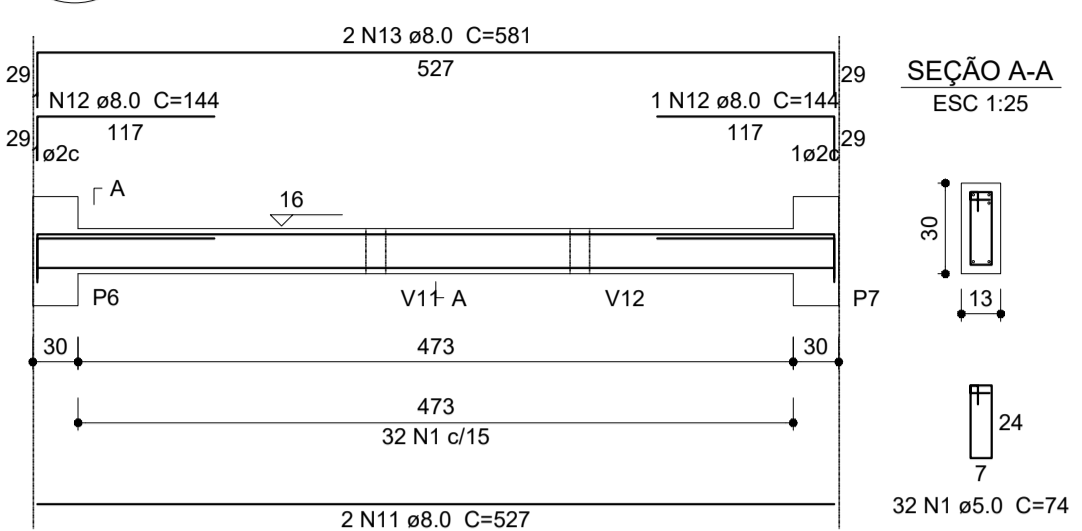 2 N13 ø8.0 C=581
29
527
29
SEÇÃO A-A
ESC 1:25
1 N12 ø8.0 C=144
1 N12 ø8.0 C=144
29
117
117
29
1ø2c
1ø2c
A
16
30
P6
V11
A
V12
P7
13
30
473
30
473
32 N1 c/15
24
7
32 N1 ø5.0 C=74
2 N11 ø8.0 C=527